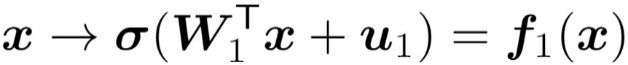 x → σ(W₁ᵀx + u₁) = f₁(x)